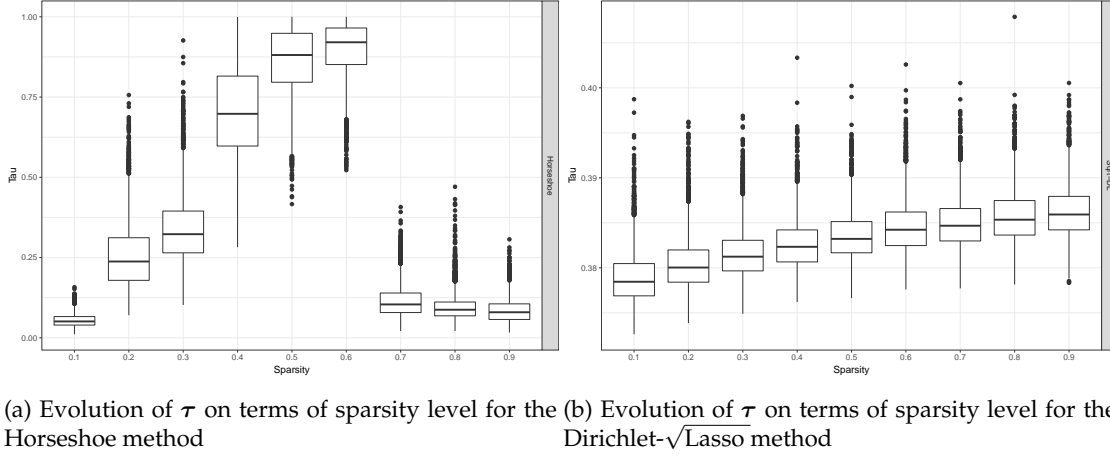 1.00
0.75
0.50
0.25
0.00
Tau
0.1 0.2 0.3 0.4 0.5 0.6 0.7 0.8 0.9
Sparsity
Horseshoe
0.40
0.39
0.38
Tau
0.1 0.2 0.3 0.4 0.5 0.6 0.7 0.8 0.9
Sparsity
(a) Evolution of τ on terms of sparsity level for the
Horseshoe method
(b) Evolution of τ on terms of sparsity level for the
Dirichlet-√Lasso method